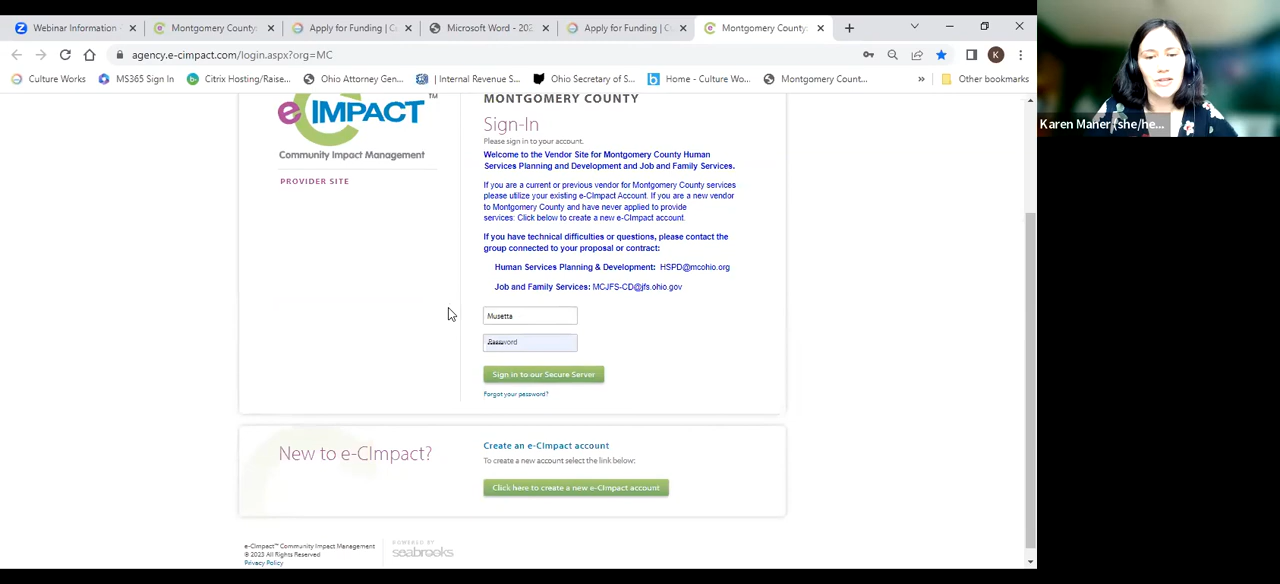 Webinar Information
Montgomery County:
Apply for Funding | C
Microsoft Word - 202
Apply for Funding | C
Montgomery County:
agency.e-cimpact.com/login.aspx?org=MC
K
Culture Works
MS365 Sign In
Citrix Hosting/Raise...
Ohio Attorney Gen...
| Internal Revenue S...
Ohio Secretary of S...
Home - Culture Wo...
Montgomery Count...
»
Other bookmarks
Karen Maner (she/he...
e CIMPACT TM
Community Impact Management
PROVIDER SITE
MONTGOMERY COUNTY
Sign-In
Please sign in to your account.
Welcome to the Vendor Site for Montgomery County Human
Services Planning and Development and Job and Family Services.
If you are a current or previous vendor for Montgomery County services
please utilize your existing e-CImpact Account. If you are a new vendor
to Montgomery County and have never applied to provide
services: Click below to create a new e-CImpact account.
If you have technical difficulties or questions, please contact the
group connected to your proposal or contract:
Human Services Planning & Development: HSPD@mcohio.org
Job and Family Services: MCJFS-CD@jfs.ohio.gov
Musetta
Password
Sign in to our Secure Server
Forgot your password?
New to e-CImpact?
Create an e-CImpact account
To create a new account select the link below:
Click here to create a new e-CImpact account
e-CImpact™ Community Impact Management
© 2023 All Rights Reserved
Privacy Policy
POWERED BY
seabrooks